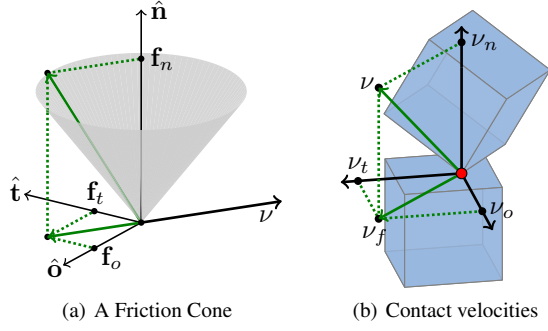 n̂
f_n
t̂
f_t
f_o
ô
ν
(a) A Friction Cone
ν_n
ν
ν_t
ν_o
ν_f
(b) Contact velocities